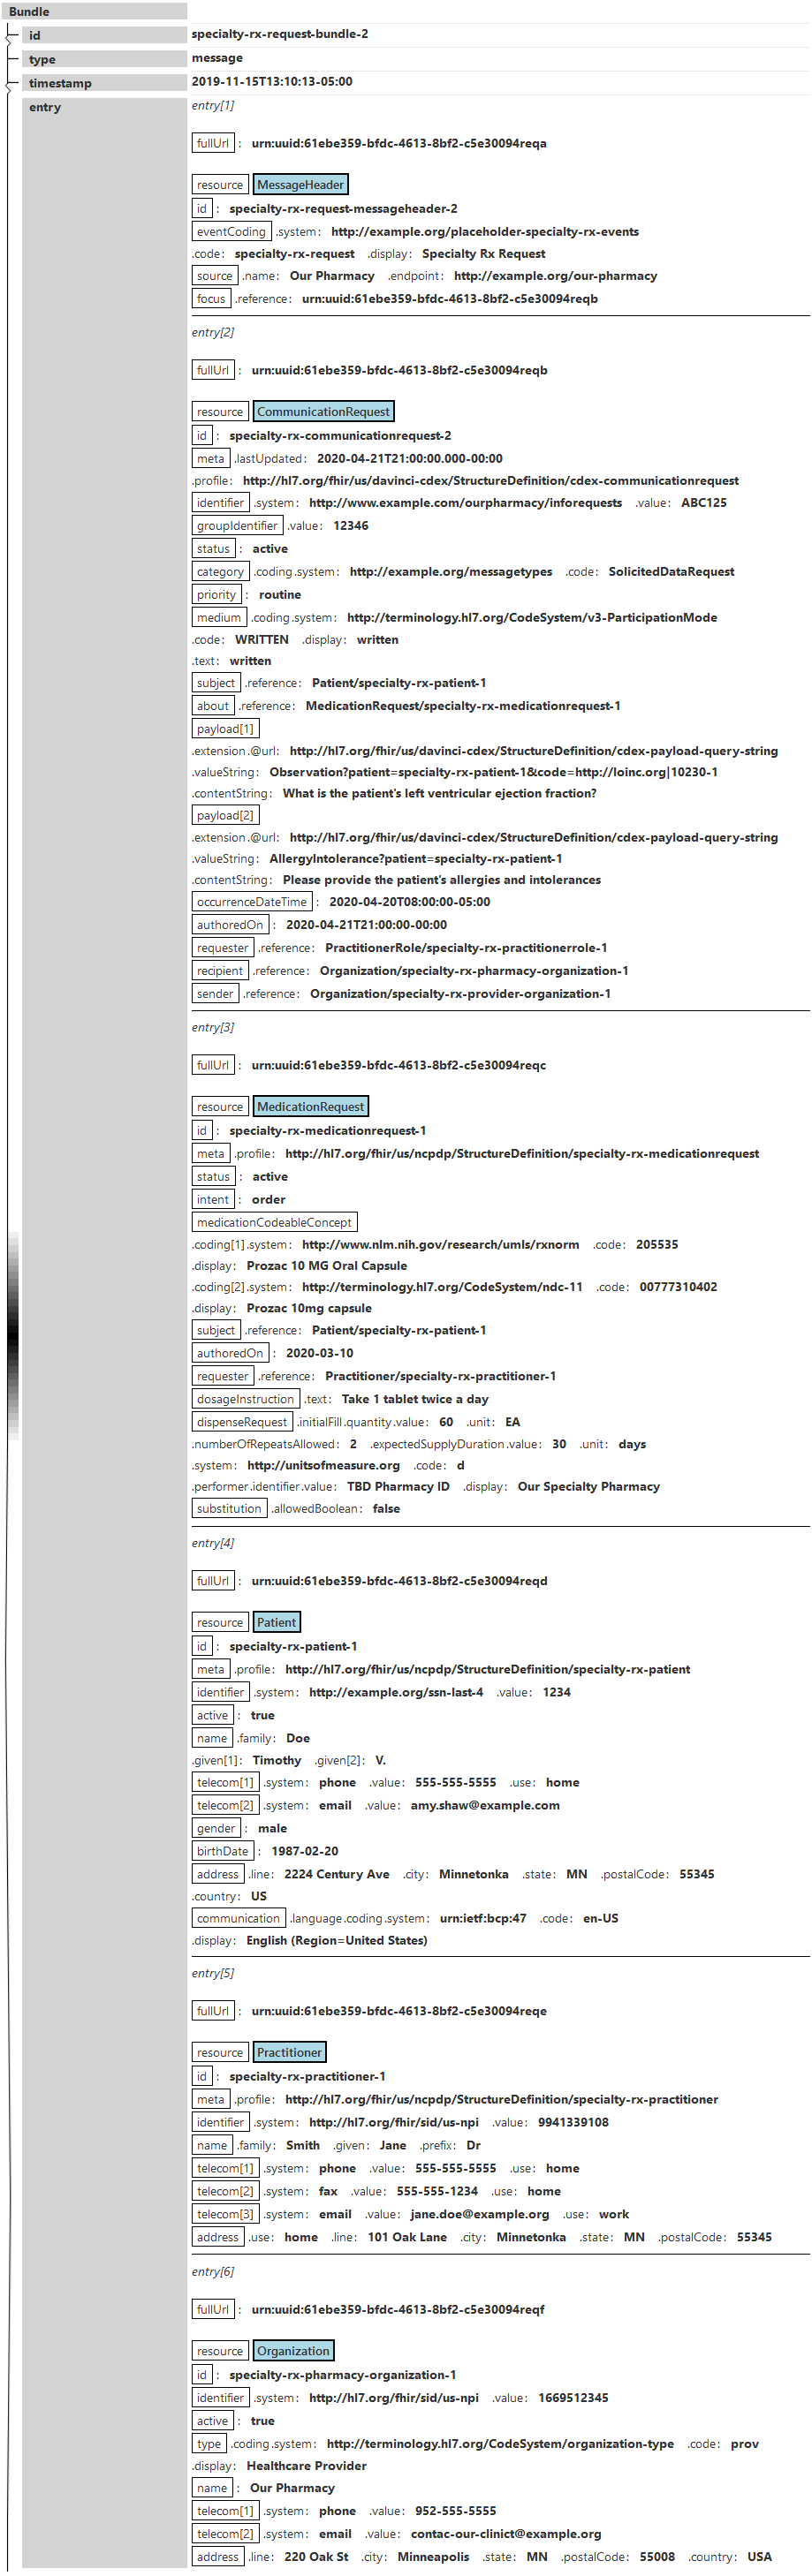 Bundle
id specialty-rx-request-bundle-2
type message
timestamp 2019-11-15T13:10:13-05:00
entry entry[1]
fullUrl : urn:uuid:61ebe359-bfdc-4613-8bf2-c5e30094reqa
resource MessageHeader
id : specialty-rx-request-messageheader-2
eventCoding .system: http://example.org/placeholder-specialty-rx-events
.code: specialty-rx-request .display: Specialty Rx Request
source .name: Our Pharmacy .endpoint: http://example.org/our-pharmacy
focus .reference: urn:uuid:61ebe359-bfdc-4613-8bf2-c5e30094reqb
entry[2]
fullUrl : urn:uuid:61ebe359-bfdc-4613-8bf2-c5e30094reqb
resource CommunicationRequest
id : specialty-rx-communicationrequest-2
meta .lastUpdated: 2020-04-21T21:00:00.000-00:00
.profile: http://hl7.org/fhir/us/davinci-cdex/StructureDefinition/cdex-communicationrequest
identifier .system: http://www.example.com/ourpharmacy/inforequests .value: ABC125
groupIdentifier .value: 12346
status : active
category .coding.system: http://example.org/messagetypes .code: SolicitedDataRequest
priority : routine
medium .coding.system: http://terminology.hl7.org/CodeSystem/v3-ParticipationMode
.code: WRITTEN .display: written
.text: written
subject .reference: Patient/specialty-rx-patient-1
about .reference: MedicationRequest/specialty-rx-medicationrequest-1
payload[1]
.extension.@url: http://hl7.org/fhir/us/davinci-cdex/StructureDefinition/cdex-payload-query-string
.valueString: Observation?patient=specialty-rx-patient-1&code=http://loinc.org|10230-1
.contentString: What is the patient's left ventricular ejection fraction?
payload[2]
.extension.@url: http://hl7.org/fhir/us/davinci-cdex/StructureDefinition/cdex-payload-query-string
.valueString: AllergyIntolerance?patient=specialty-rx-patient-1
.contentString: Please provide the patient's allergies and intolerances
occurrenceDateTime : 2020-04-20T08:00:00-05:00
authoredOn : 2020-04-21T21:00:00-00:00
requester .reference: PractitionerRole/specialty-rx-practitionerrole-1
recipient .reference: Organization/specialty-rx-pharmacy-organization-1
sender .reference: Organization/specialty-rx-provider-organization-1
entry[3]
fullUrl : urn:uuid:61ebe359-bfdc-4613-8bf2-c5e30094reqc
resource MedicationRequest
id : specialty-rx-medicationrequest-1
meta .profile: http://hl7.org/fhir/us/ncpdp/StructureDefinition/specialty-rx-medicationrequest
status : active
intent : order
medicationCodeableConcept
.coding[1].system: http://www.nlm.nih.gov/research/umls/rxnorm .code: 205535
.display: Prozac 10 MG Oral Capsule
.coding[2].system: http://terminology.hl7.org/CodeSystem/ndc-11 .code: 00777310402
.display: Prozac 10mg capsule
subject .reference: Patient/specialty-rx-patient-1
authoredOn : 2020-03-10
requester .reference: Practitioner/specialty-rx-practitioner-1
dosageInstruction .text: Take 1 tablet twice a day
dispenseRequest .initialFill.quantity.value: 60 .unit: EA
.numberOfRepeatsAllowed: 2 .expectedSupplyDuration.value: 30 .unit: days
.system: http://unitsofmeasure.org .code: d
.performer.identifier.value: TBD Pharmacy ID .display: Our Specialty Pharmacy
substitution .allowedBoolean: false
entry[4]
fullUrl : urn:uuid:61ebe359-bfdc-4613-8bf2-c5e30094reqd
resource Patient
id : specialty-rx-patient-1
meta .profile: http://hl7.org/fhir/us/ncpdp/StructureDefinition/specialty-rx-patient
identifier .system: http://example.org/ssn-last-4 .value: 1234
active : true
name .family: Doe
.given[1]: Timothy .given[2]: V.
telecom[1] .system: phone .value: 555-555-5555 .use: home
telecom[2] .system: email .value: amy.shaw@example.com
gender : male
birthDate : 1987-02-20
address .line: 2224 Century Ave .city: Minnetonka .state: MN .postalCode: 55345
.country: US
communication .language.coding.system: urn:ietf:bcp:47 .code: en-US
.display: English (Region=United States)
entry[5]
fullUrl : urn:uuid:61ebe359-bfdc-4613-8bf2-c5e30094reqe
resource Practitioner
id : specialty-rx-practitioner-1
meta .profile: http://hl7.org/fhir/us/ncpdp/StructureDefinition/specialty-rx-practitioner
identifier .system: http://hl7.org/fhir/sid/us-npi .value: 9941339108
name .family: Smith .given: Jane .prefix: Dr
telecom[1] .system: phone .value: 555-555-5555 .use: home
telecom[2] .system: fax .value: 555-555-1234 .use: home
telecom[3] .system: email .value: jane.doe@example.org .use: work
address .use: home .line: 101 Oak Lane .city: Minnetonka .state: MN .postalCode: 55345
entry[6]
fullUrl : urn:uuid:61ebe359-bfdc-4613-8bf2-c5e30094reqf
resource Organization
id : specialty-rx-pharmacy-organization-1
identifier .system: http://hl7.org/fhir/sid/us-npi .value: 1669512345
active : true
type .coding.system: http://terminology.hl7.org/CodeSystem/organization-type .code: prov
.display: Healthcare Provider
name : Our Pharmacy
telecom[1] .system: phone .value: 952-555-5555
telecom[2] .system: email .value: contac-our-clinict@example.org
address .line: 220 Oak St .city: Minneapolis .state: MN .postalCode: 55008 .country: USA